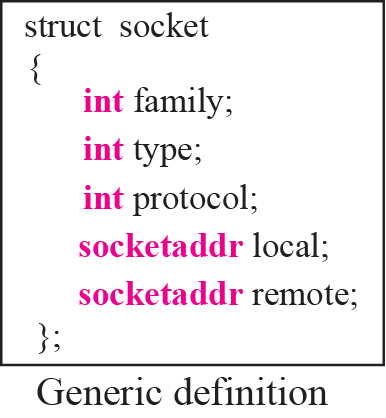 struct socket
{
int family;
int type;
int protocol;
socketaddr local;
socketaddr remote;
};
Generic definition